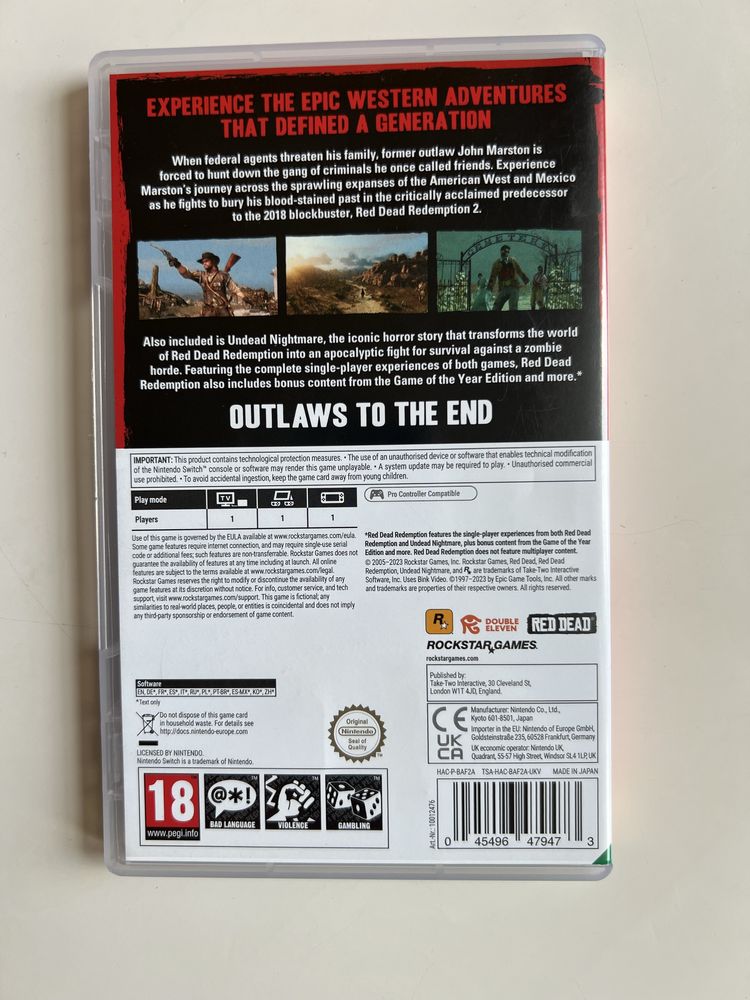 EXPERIENCE THE EPIC WESTERN ADVENTURES
THAT DEFINED A GENERATION
When federal agents threaten his family, former outlaw John Marston is
forced to hunt down the gang of criminals he once called friends. Experience
Marston's journey across the sprawling expanses of the American West and Mexico
as he fights to bury his blood-stained past in the critically acclaimed predecessor
to the 2018 blockbuster, Red Dead Redemption 2.
CEMETERY
Also included is Undead Nightmare, the iconic horror story that transforms the world
of Red Dead Redemption into an apocalyptic fight for survival against a zombie
horde. Featuring the complete single-player experiences of both games, Red Dead
Redemption also includes bonus content from the Game of the Year Edition and more.*
OUTLAWS TO THE END
IMPORTANT: This product contains technological protection measures. • The use of an unauthorised device or software that enables technical modification
of the Nintendo Switch™ console or software may render this game unplayable. • A system update may be required to play. • Unauthorised commercial
use prohibited. • To avoid accidental ingestion, keep the game card away from young children.
Play mode TV
Players 1 1 1
Pro Controller Compatible
Use of this game is governed by the EULA available at www.rockstargames.com/eula.
Some game features require internet connection, and may require single-use serial
code or additional fees; such features are non-transferrable. Rockstar Games does not
guarantee the availability of features at any time including at launch. All online
features are subject to the terms available at www.rockstargames.com/legal.
Rockstar Games reserves the right to modify or discontinue the availability of any
game features at its discretion without notice. For info, customer service, and tech
support, visit www.rockstargames.com/support. This game is fictional; any
similarities to real-world places, people, or entities is coincidental and does not imply
any third-party sponsorship or endorsement of game content.
*Red Dead Redemption features the single-player experiences from both Red Dead
Redemption and Undead Nightmare, plus bonus content from the Game of the Year
Edition and more. Red Dead Redemption does not feature multiplayer content.
© 2005–2023 Rockstar Games, Inc. Rockstar Games, Red Dead, Red Dead
Redemption, Undead Nightmare, and R★ are trademarks of Take-Two Interactive
Software, Inc. Uses Bink Video. ©1997–2023 by Epic Games Tools, Inc. All other marks
and trademarks are properties of their respective owners. All rights reserved.
R★
DOUBLE
ELEVEN
RED DEAD
ROCKSTAR GAMES
rockstargames.com
Software
EN, DE*, FR*, ES*, IT*, RU*, PL*, PT-BR*, ES-MX*, KO*, ZH*
*Text only
Do not dispose of this game card
in household waste. For details see
http://docs.nintendo-europe.com
LICENSED BY NINTENDO.
Nintendo Switch is a trademark of Nintendo.
Original
Nintendo
Seal of
Quality
TM
Published by:
Take-Two Interactive, 30 Cleveland St,
London W1T 4JD, England.
CE
UK
CA
Manufacturer: Nintendo Co., Ltd.,
Kyoto 601-8501, Japan
Importer in the EU: Nintendo of Europe GmbH,
Goldsteinstraße 235, 60528 Frankfurt, Germany
UK economic operator: Nintendo UK,
Quadrant, 55-57 High Street, Windsor SL4 1LP, UK
HAC-P-BAF2A TSA-HAC-BAF2A-UKV MADE IN JAPAN
18
www.pegi.info
@*!
BAD LANGUAGE
VIOLENCE
GAMBLING
Art.-Nr.: 10012476
0 45496 47947 3